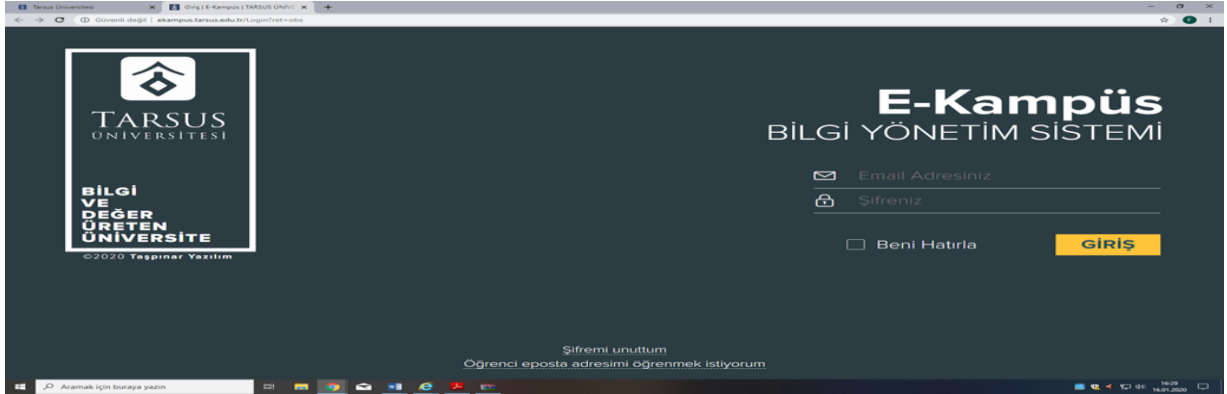 Tarsus Üniversitesi
Giriş | E-Kampüs | TARSUS ÜNİV
Güvenli değil | ekampus.tarsus.edu.tr/Login?ret=obs
TARSUS
ÜNİVERSİTESİ
BİLGİ
VE
DEĞER
ÜRETEN
ÜNİVERSİTE
©2020 Taşpınar Yazılım
E-Kampüs
BİLGİ YÖNETİM SİSTEMİ
Email Adresiniz
Şifreniz
Beni Hatırla
GİRİŞ
Şifremi unuttum
Öğrenci eposta adresimi öğrenmek istiyorum
Aramak için buraya yazın
16:29
16.01.2020